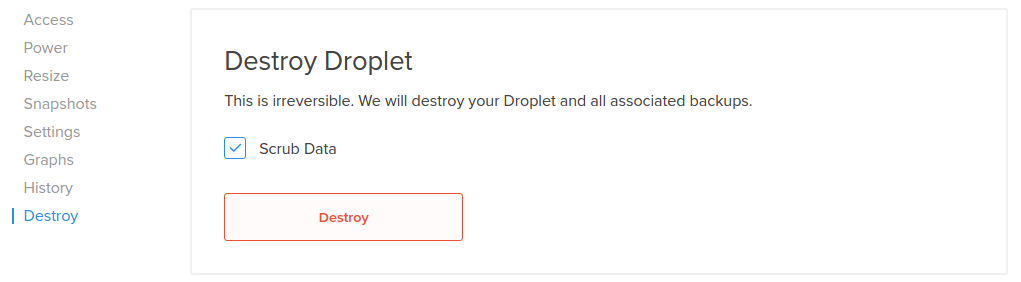 Access
Power
Resize
Snapshots
Settings
Graphs
History
Destroy
Destroy Droplet
This is irreversible. We will destroy your Droplet and all associated backups.
Scrub Data
Destroy